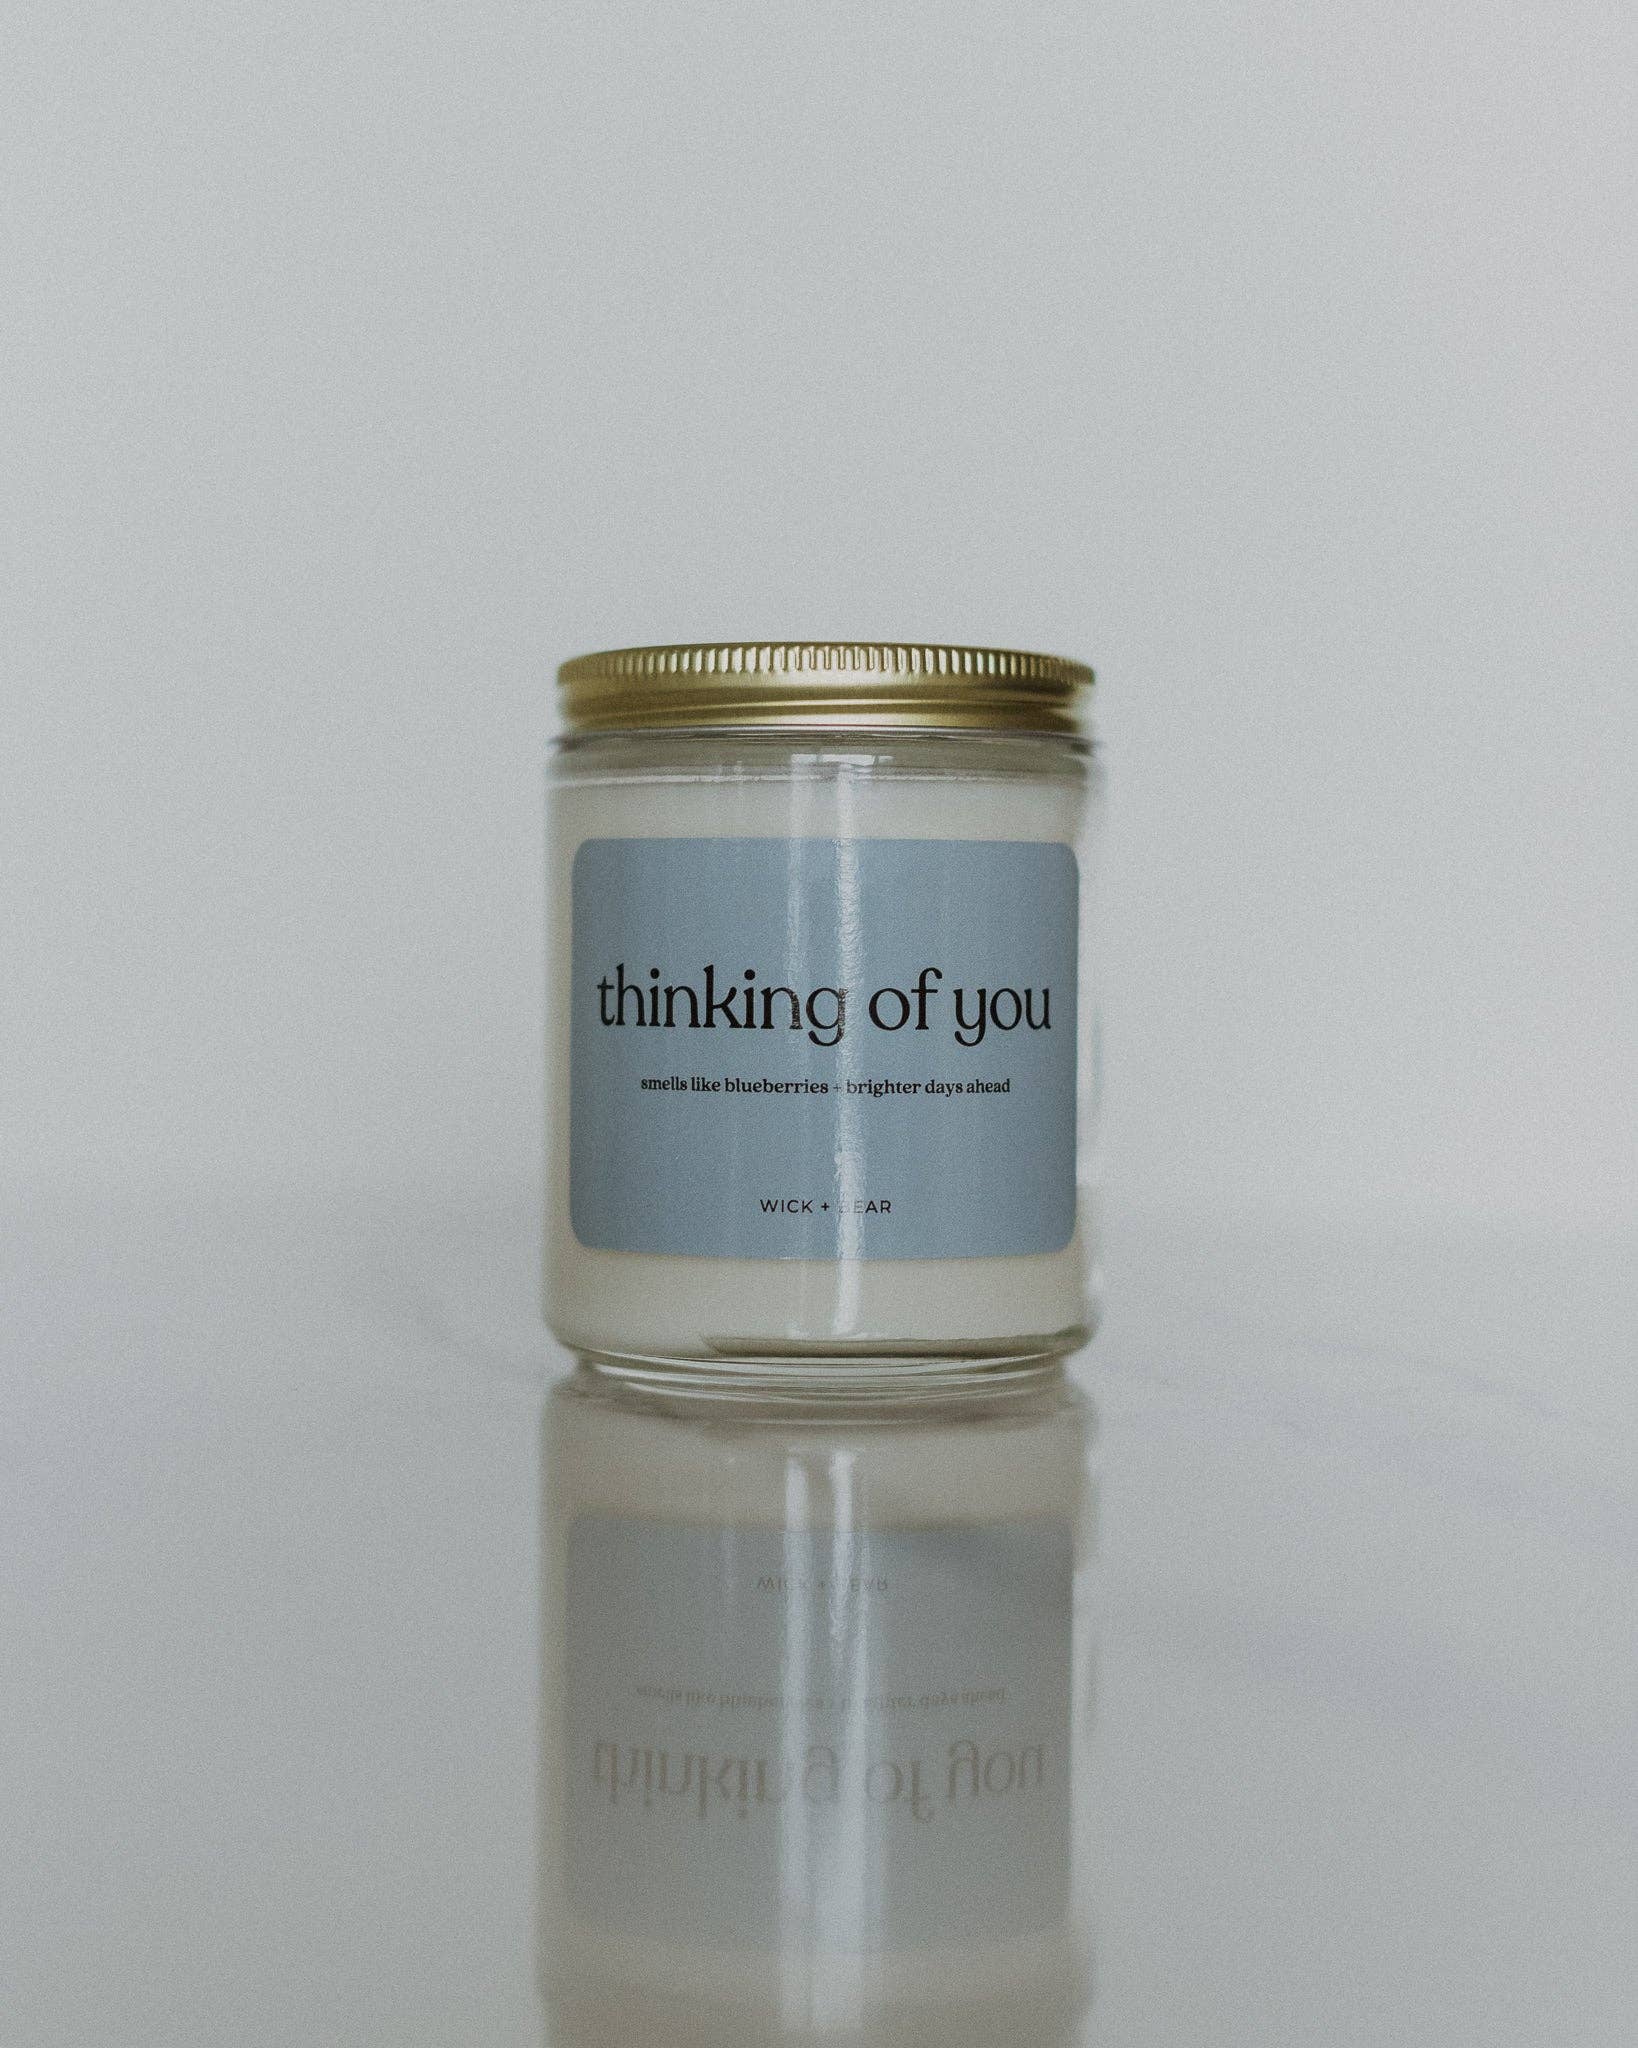 thinking of you
smells like blueberries + brighter days ahead
WICK + BEAR